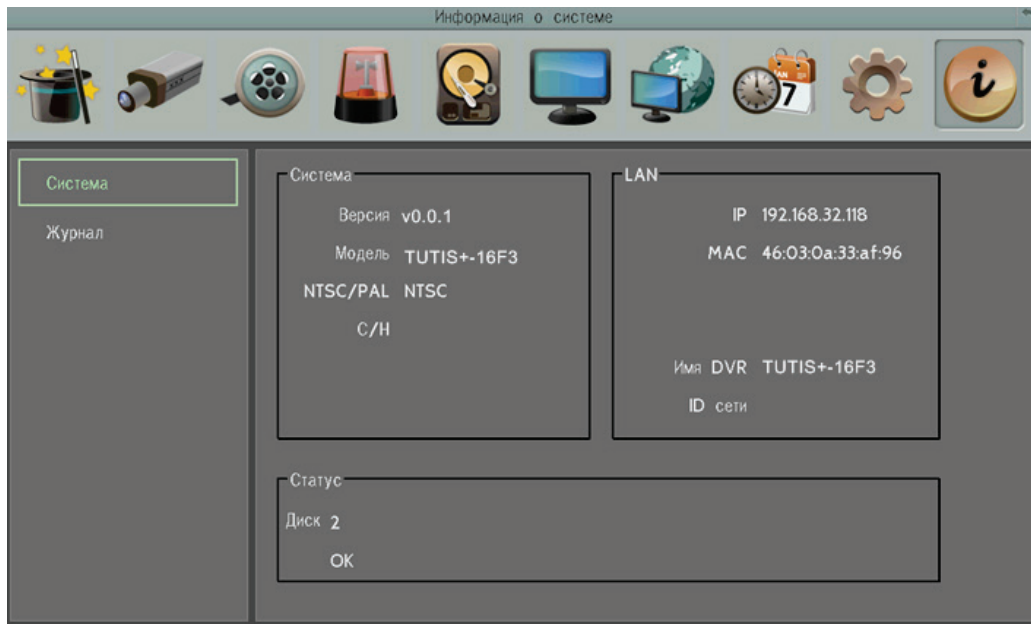 Информация о системе
AN
7
Система
Журнал
Система
Версия v0.0.1
Модель TUTIS+-16F3
NTSC/PAL NTSC
С/Н
LAN
IP 192.168.32.118
MAC 46:03:0a:33:af:96
Имя DVR TUTIS+-16F3
ID сети
Статус
Диск 2
OK